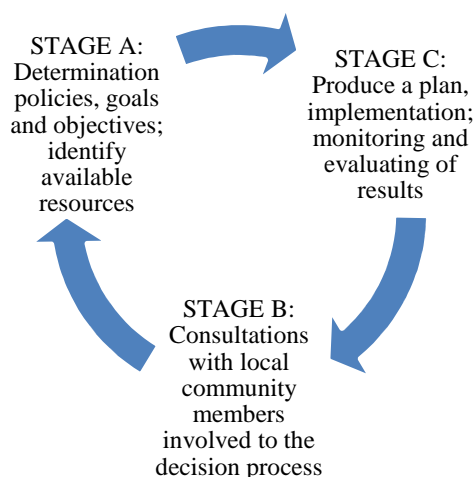 STAGE A:
Determination
policies, goals
and objectives;
identify
available
resources
STAGE C:
Produce a plan,
implementation;
monitoring and
evaluating of
results
STAGE B:
Consultations
with local
community
members
involved to the
decision process